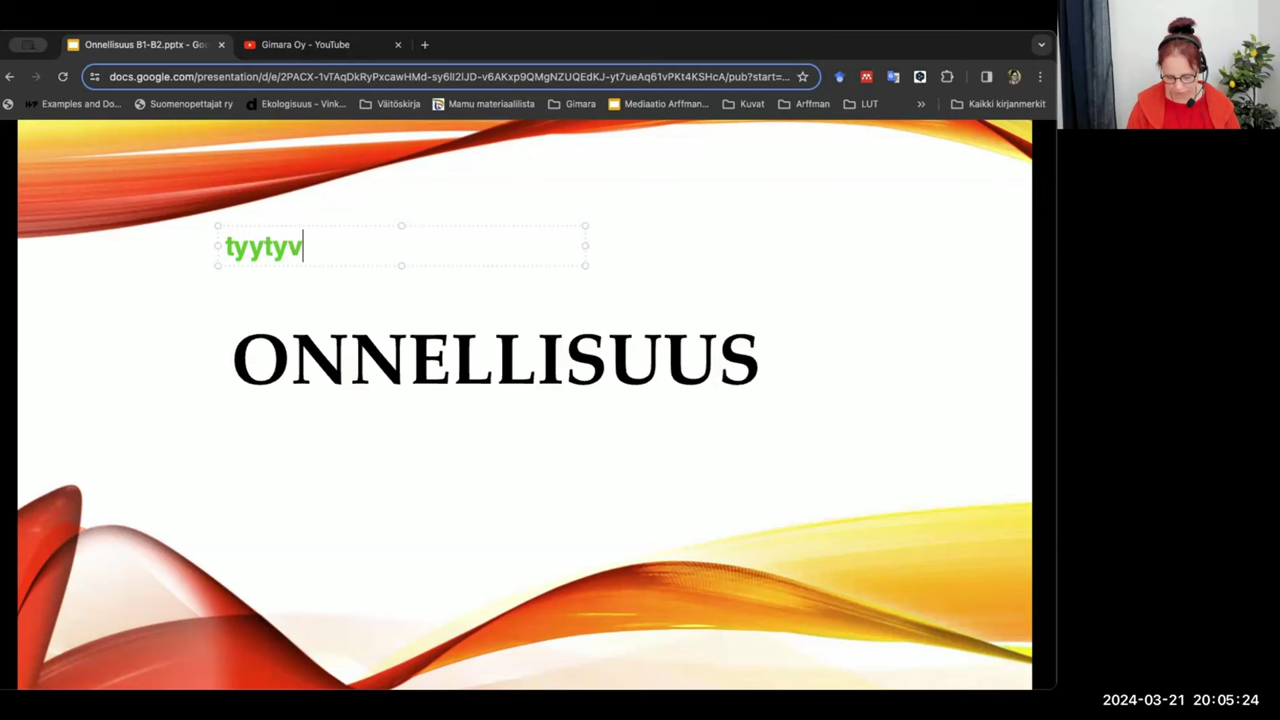 Onnellisuus B1-B2.pptx - Goo
Gimara Oy - YouTube
docs.google.com/presentation/d/e/2PACX-1vTAqDkRyPxcawHMd-sy6Il2lJD-v6AKxp9QMgNZUQEdKJ-yt7ueAq61vPKt4KSHcA/pub?start=...
Examples and Do...
Suomenopettajat ry
Ekologisuus - Vink...
Väitöskirja
Mamu materiaalilista
Gimara
Mediaatio Arffman...
Kuvat
Arffman
LUT
»
Kaikki kirjanmerkit
tyytyv
ONNELLISUUS
2024-03-21 20:05:24